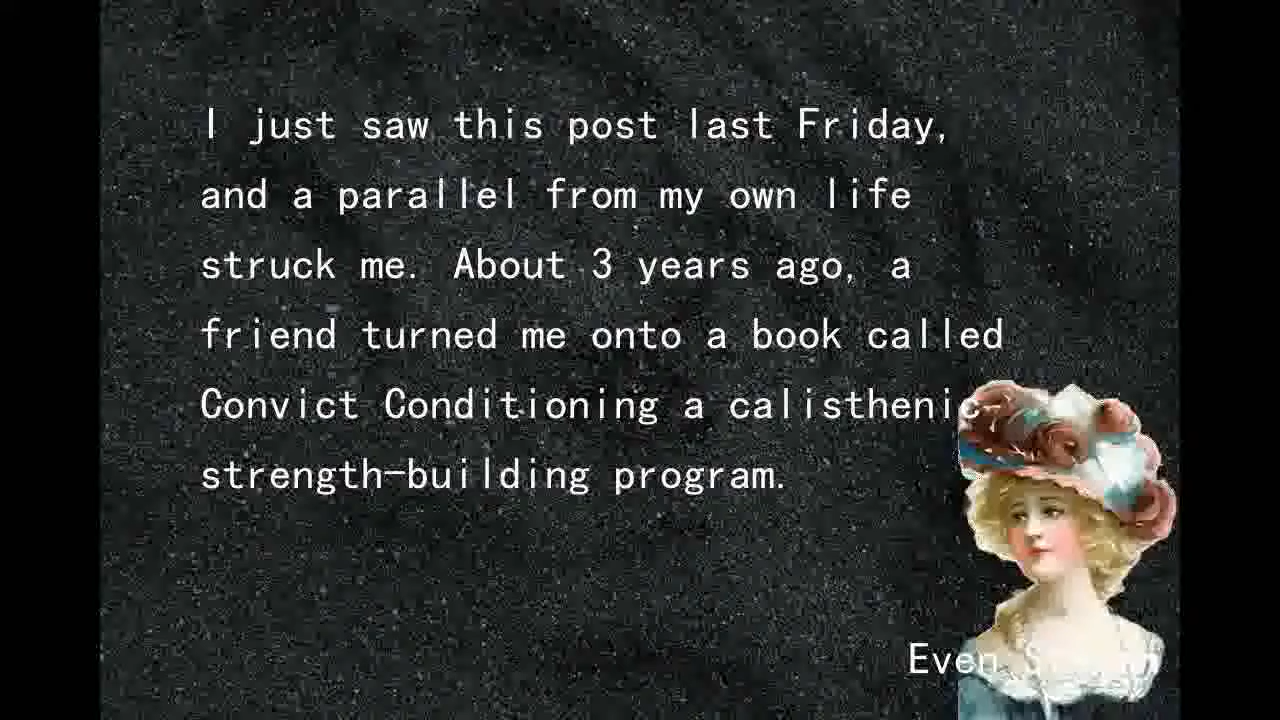 I just saw this post last Friday,
and a parallel from my own life
struck me. About 3 years ago, a
friend turned me onto a book called
Convict Conditioning a calisthenic-
strength-building program.
Even